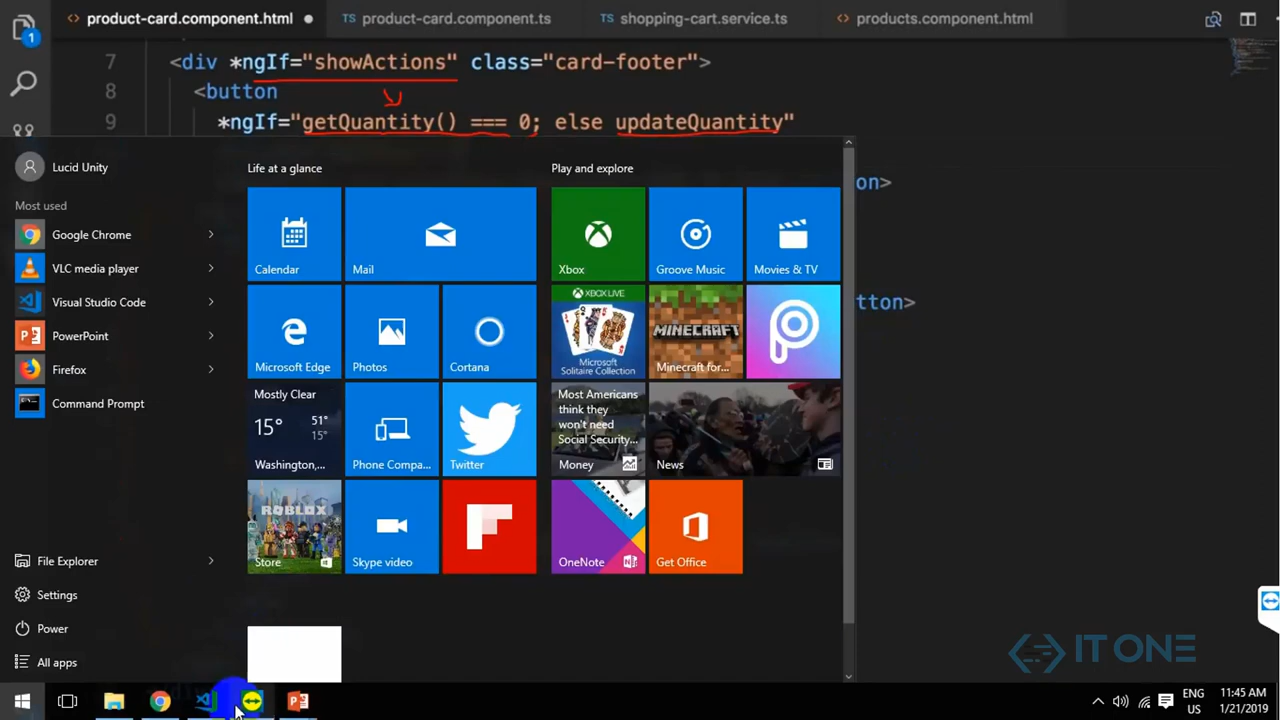 product-card.component.html
TS product-card.component.ts
TS shopping-cart.service.ts
<> products.component.html
1
7 <div *ngIf="showActions" class="card-footer">
8 <button
9 *ngIf="getQuantity() === 0; else updateQuantity"
on>
tton>
Lucid Unity
Most used
Google Chrome
VLC media player
Visual Studio Code
PowerPoint
Firefox
Command Prompt
File Explorer
Settings
Power
All apps
Life at a glance
Calendar
Mail
Microsoft Edge
Photos
Cortana
Mostly Clear
15° 51°
15°
Washington,...
Phone Compa...
Twitter
ROBLOX
Store
Skype video
Play and explore
Xbox
Groove Music
Movies & TV
XBOX LIVE
Microsoft
Solitaire Collection
MINECRAFT
Minecraft for...
Most Americans
think they
won't need
Social Security...
Money
News
OneNote
Get Office
IT ONE
ENG
US
11:45 AM
1/21/2019